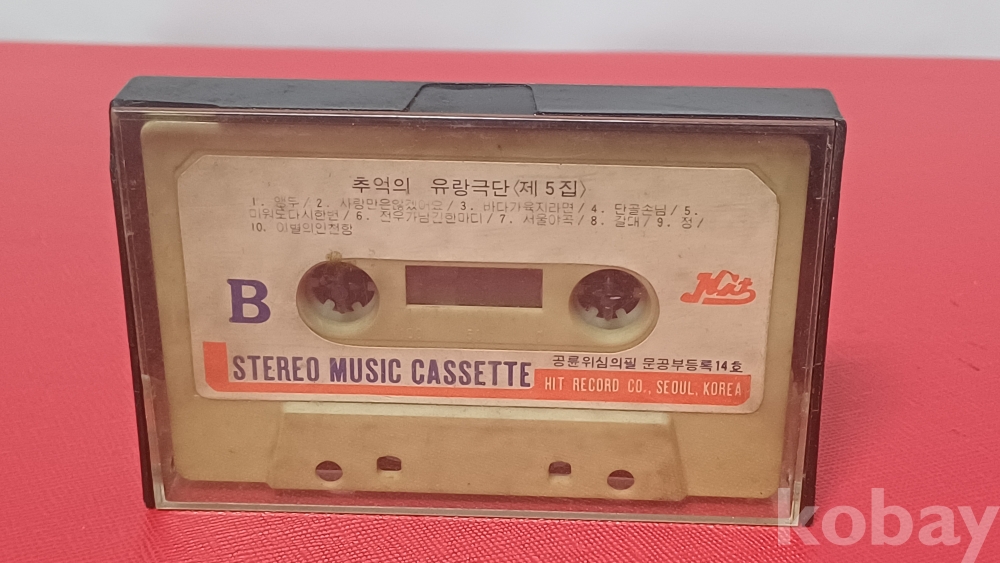 추억의 유랑극단〈제5집〉
1. 앵두 / 2. 사랑만은않겠어요 / 3. 바다가육지라면 / 4. 단골손님 / 5.
미워도다시한번 / 6. 전우가남긴한마디 / 7. 서울야곡 / 8. 갈대 / 9. 정 /
10. 이별의인천항
B
Hit
STEREO MUSIC CASSETTE
공륜위심의필 문공부등록14호
HIT RECORD CO., SEOUL, KOREA
kobay